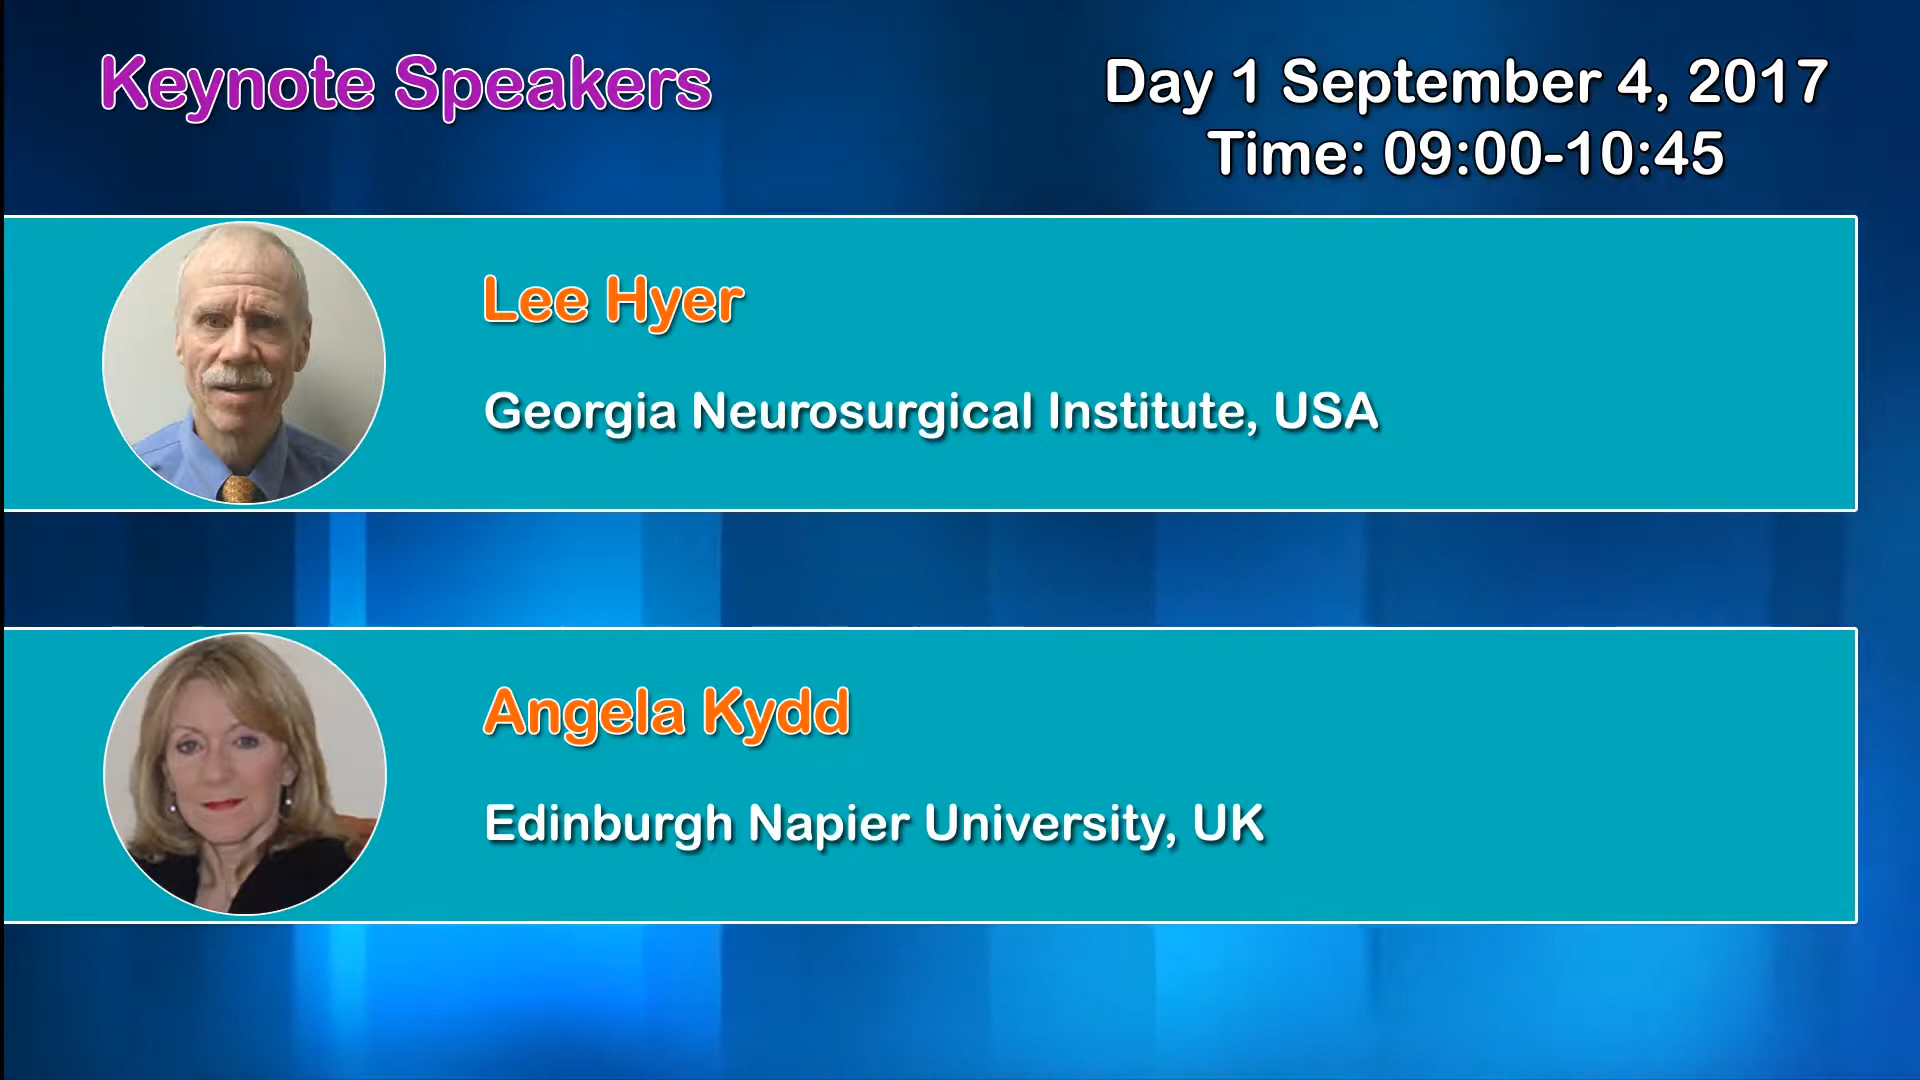 Keynote Speakers
Day 1 September 4, 2017
Time: 09:00-10:45
Lee Hyer
Georgia Neurosurgical Institute, USA
Angela Kydd
Edinburgh Napier University, UK